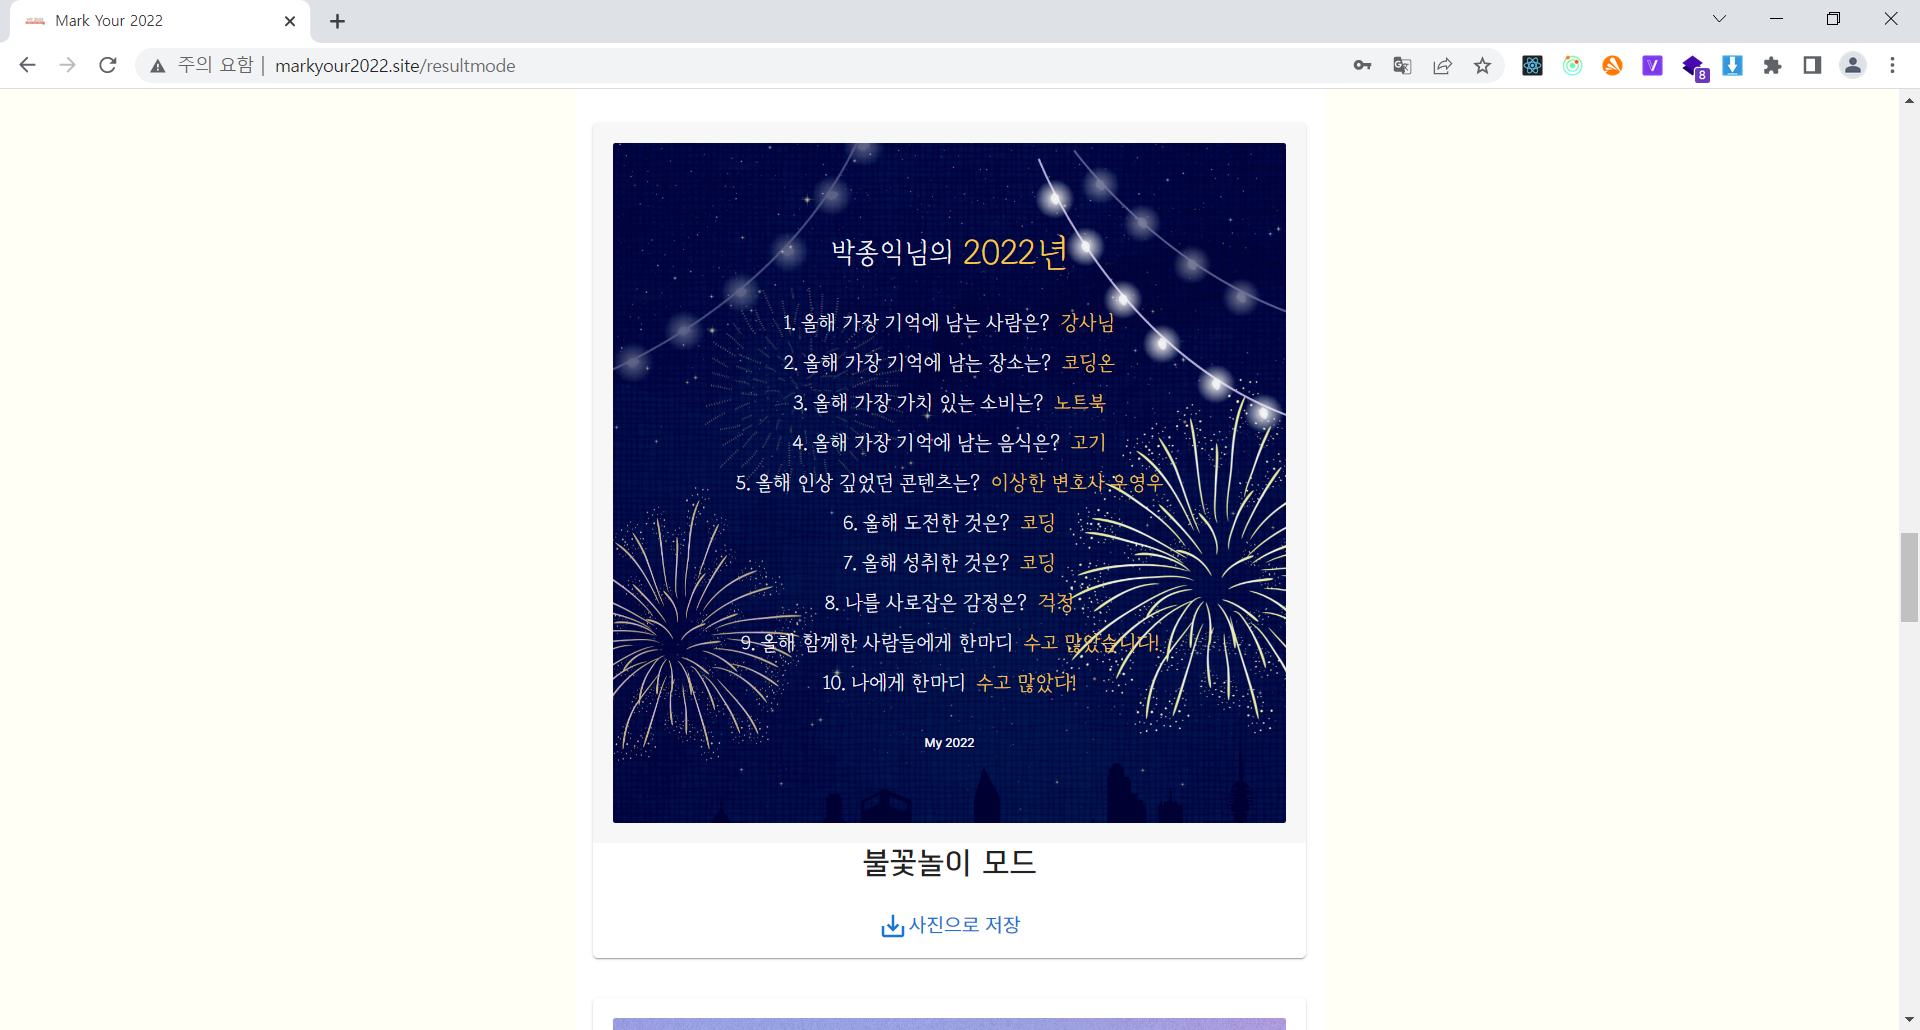 Mark Your 2022
주의 요함 | markyour2022.site/resultmode
8
박종익님의 2022년
1. 올해 가장 기억에 남는 사람은? 강사님
2. 올해 가장 기억에 남는 장소는? 코딩온
3. 올해 가장 가치 있는 소비는? 노트북
4. 올해 가장 기억에 남는 음식은? 고기
5. 올해 인상 깊었던 콘텐츠는? 이상한 변호사 우영우
6. 올해 도전한 것은? 코딩
7. 올해 성취한 것은? 코딩
8. 나를 사로잡은 감정은? 걱정
9. 올해 함께한 사람들에게 한마디 수고 많았습니다!
10. 나에게 한마디 수고 많았다!
My 2022
불꽃놀이 모드
사진으로 저장